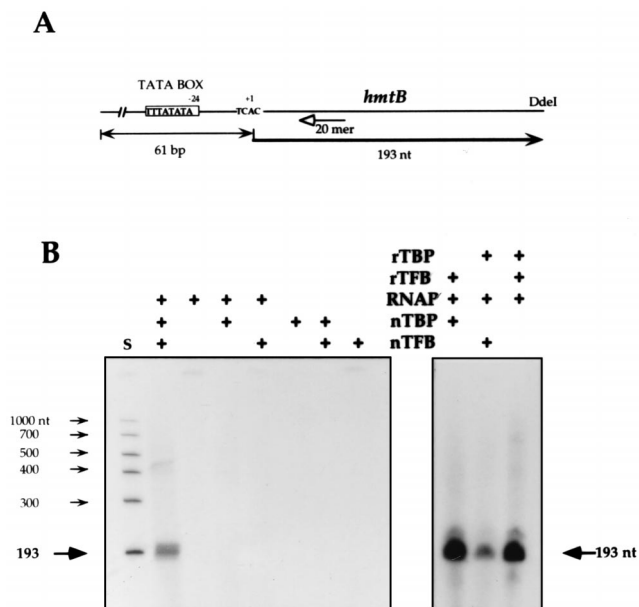 A
TATA BOX
-24
+1
TTTATATA
TCAC
hmtB
DdeI
20 mer
61 bp
193 nt
B
rTBP + +
rTFB + +
+ + + + RNAP + + +
+ + + + nTBP +
S + + + + nTFB +
1000 nt
700
500
400
300
193
193 nt